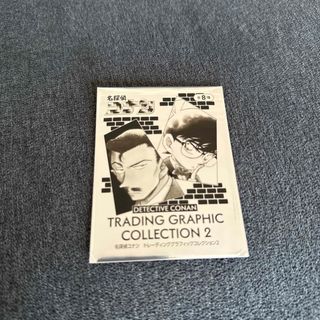 名探偵
コナン
全8種
DETECTIVE CONAN
TRADING GRAPHIC
COLLECTION 2
名探偵コナン トレーディンググラフィックコレクション2